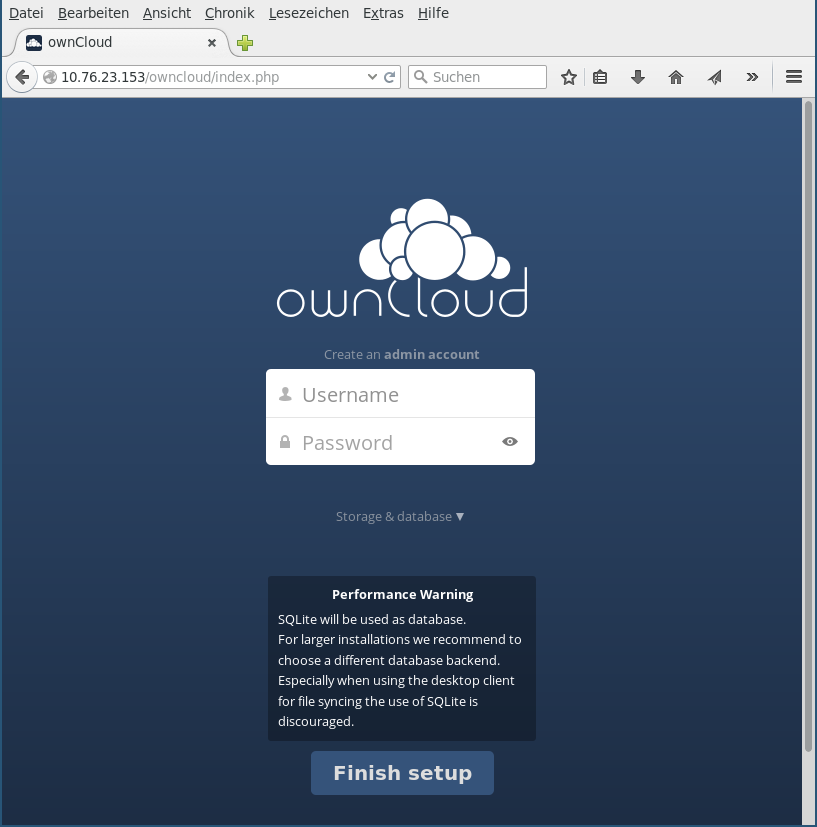 Datei Bearbeiten Ansicht Chronik Lesezeichen Extras Hilfe
ownCloud
10.76.23.153/owncloud/index.php
Suchen
ownCloud
Create an admin account
Username
Password
Storage & database ▼
Performance Warning
SQLite will be used as database.
For larger installations we recommend to
choose a different database backend.
Especially when using the desktop client
for file syncing the use of SQLite is
discouraged.
Finish setup